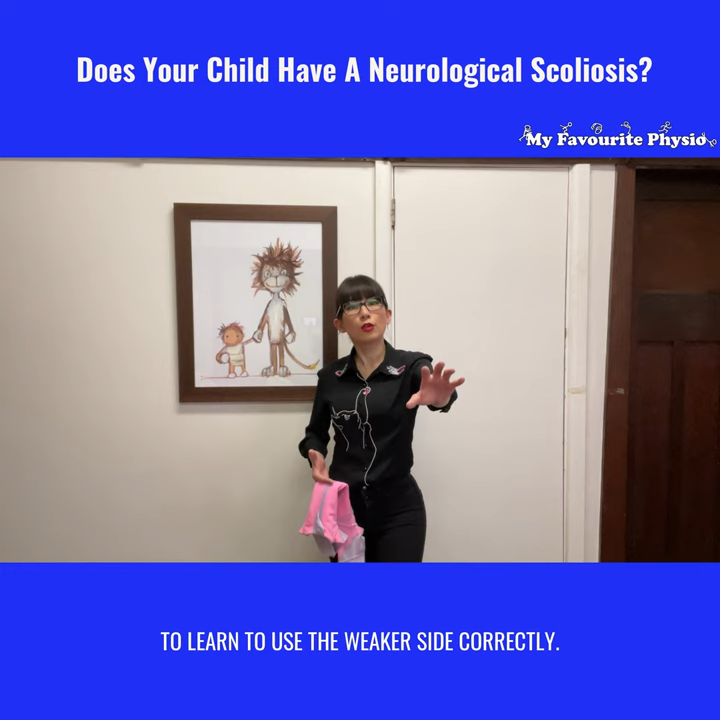 Does Your Child Have A Neurological Scoliosis?
My Favourite Physio
TO LEARN TO USE THE WEAKER SIDE CORRECTLY.